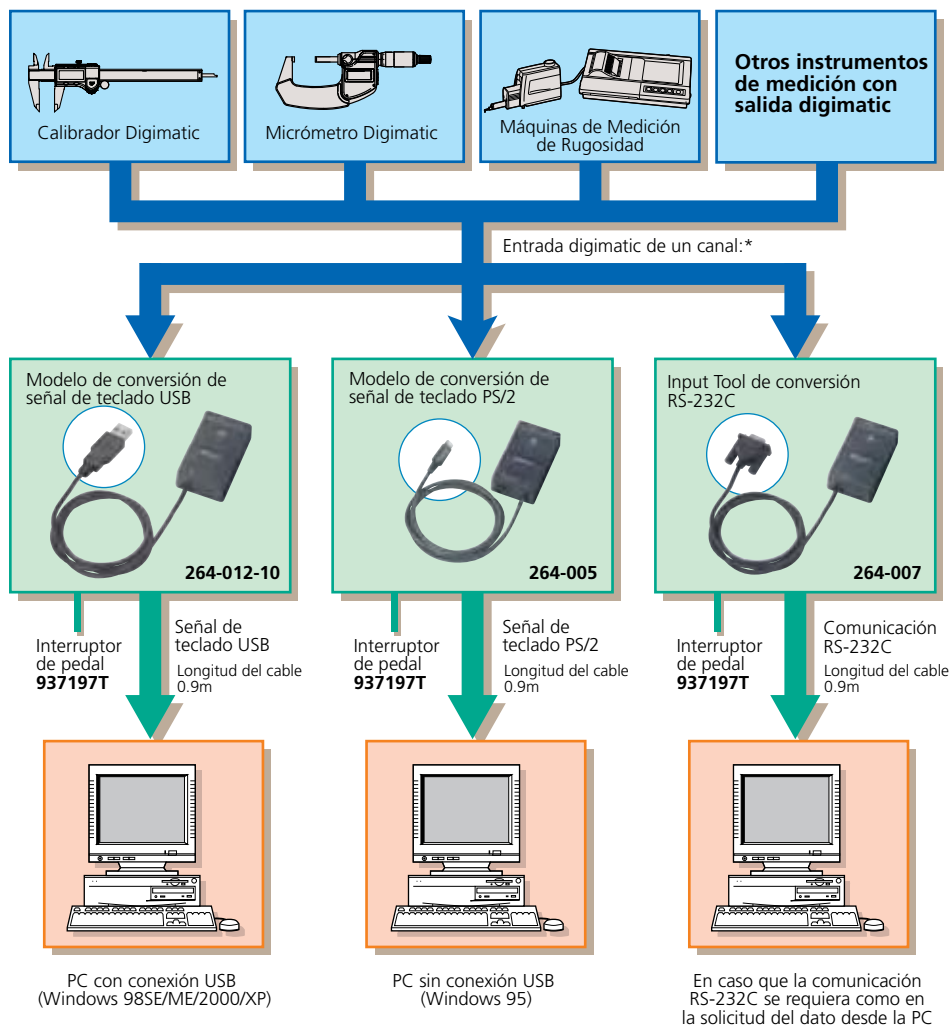 Calibrador Digimatic
Micrómetro Digimatic
Máquinas de Medición
de Rugosidad
Otros instrumentos
de medición con
salida digimatic
Entrada digimatic de un canal:*
Modelo de conversión de
señal de teclado USB
264-012-10
Modelo de conversión de
señal de teclado PS/2
264-005
Input Tool de conversión
RS-232C
264-007
Interruptor
de pedal
937197T
Señal de
teclado USB
Longitud del cable
0.9m
Interruptor
de pedal
937197T
Señal de
teclado PS/2
Longitud del cable
0.9m
Interruptor
de pedal
937197T
Comunicación
RS-232C
Longitud del cable
0.9m
PC con conexión USB
(Windows 98SE/ME/2000/XP)
PC sin conexión USB
(Windows 95)
En caso que la comunicación
RS-232C se requiera como en
la solicitud del dato desde la PC